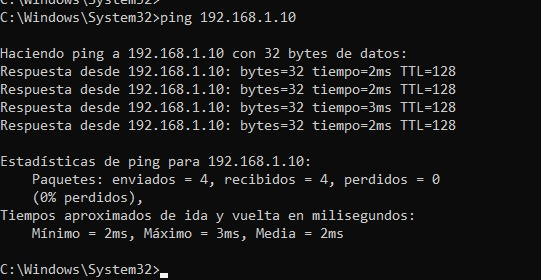 C:\Windows\System32>
C:\Windows\System32>ping 192.168.1.10
Haciendo ping a 192.168.1.10 con 32 bytes de datos:
Respuesta desde 192.168.1.10: bytes=32 tiempo=2ms TTL=128
Respuesta desde 192.168.1.10: bytes=32 tiempo=2ms TTL=128
Respuesta desde 192.168.1.10: bytes=32 tiempo=3ms TTL=128
Respuesta desde 192.168.1.10: bytes=32 tiempo=2ms TTL=128
Estadísticas de ping para 192.168.1.10:
Paquetes: enviados = 4, recibidos = 4, perdidos = 0
(0% perdidos),
Tiempos aproximados de ida y vuelta en milisegundos:
Mínimo = 2ms, Máximo = 3ms, Media = 2ms
C:\Windows\System32>